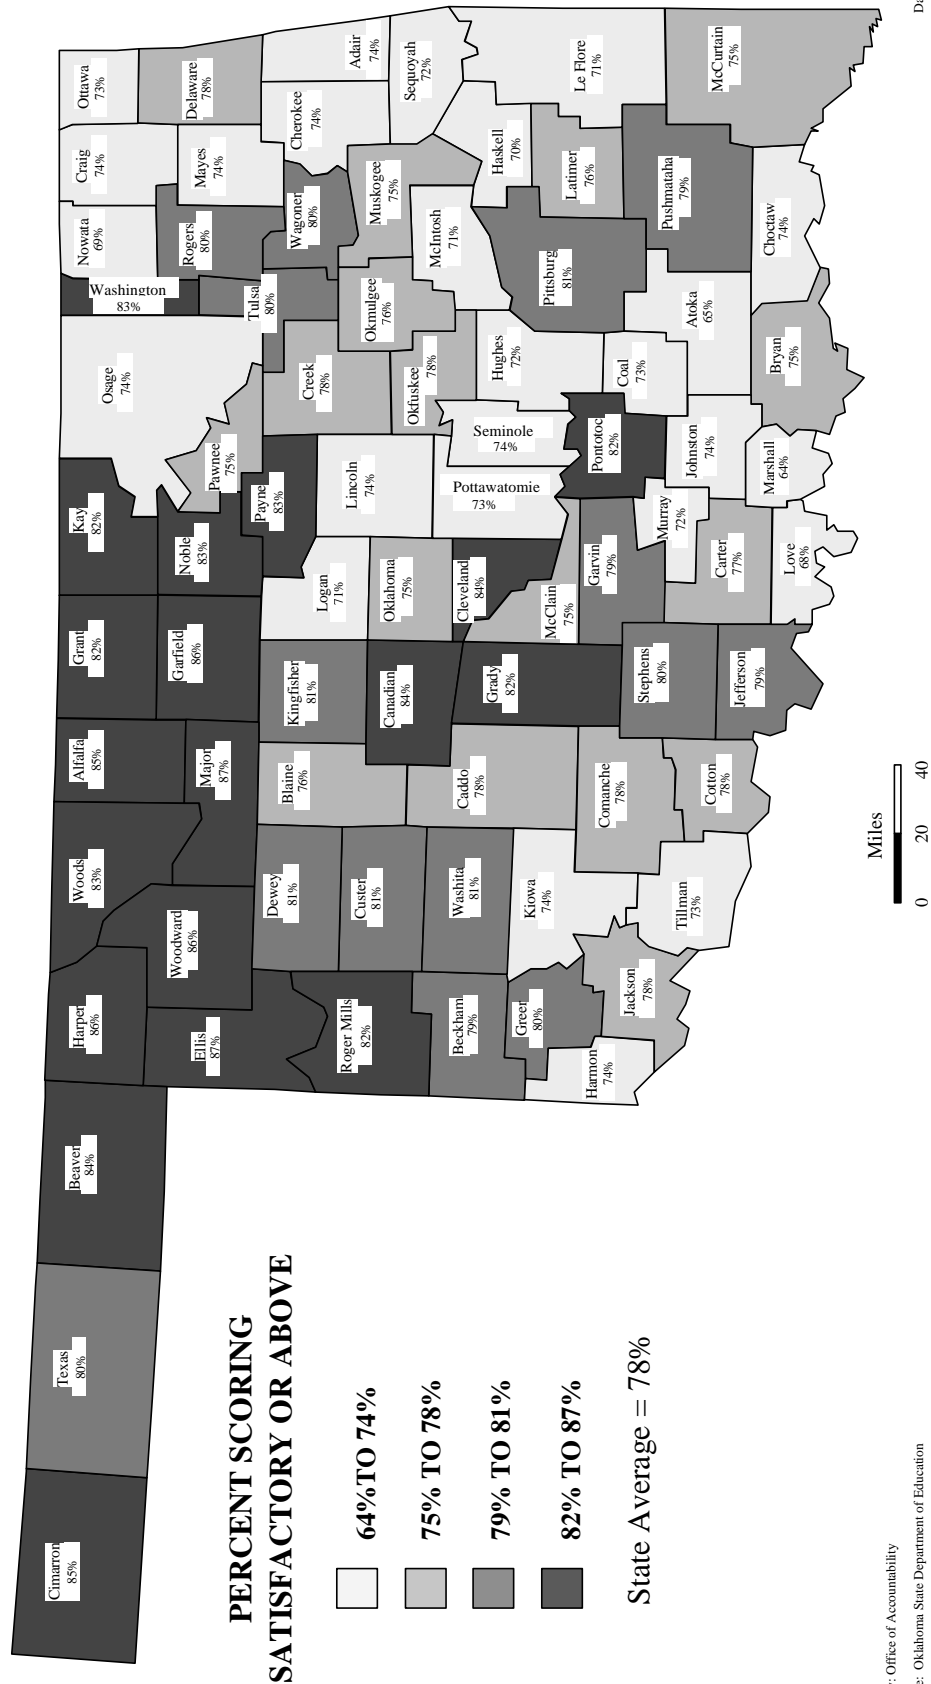 Cimarron
85%
Texas
80%
Beaver
84%
Harper
86%
Woods
83%
Alfalfa
85%
Grant
82%
Kay
82%
Osage
74%
Washington
83%
Nowata
69%
Craig
74%
Ottawa
73%
Ellis
87%
Woodward
86%
Major
87%
Garfield
86%
Noble
83%
Pawnee
75%
Rogers
80%
Mayes
74%
Delaware
78%
Roger Mills
82%
Dewey
81%
Blaine
76%
Kingfisher
81%
Logan
71%
Payne
83%
Creek
78%
Tulsa
80%
Wagoner
80%
Cherokee
74%
Adair
74%
Custer
81%
Canadian
84%
Oklahoma
75%
Lincoln
74%
Okfuskee
78%
Okmulgee
76%
Muskogee
75%
Sequoyah
72%
Beckham
79%
Washita
81%
Caddo
78%
Grady
82%
Cleveland
84%
Pottawatomie
73%
Seminole
74%
Hughes
72%
McIntosh
71%
Haskell
70%
Le Flore
71%
Harmon
74%
Greer
80%
Kiowa
74%
Comanche
78%
McClain
75%
Garvin
79%
Pontotoc
82%
Coal
73%
Pittsburg
81%
Latimer
76%
Jackson
78%
Tillman
73%
Cotton
78%
Stephens
80%
Jefferson
79%
Murray
72%
Carter
77%
Love
68%
Johnston
74%
Marshall
64%
Atoka
65%
Bryan
75%
Pushmataha
79%
Choctaw
74%
McCurtain
75%
PERCENT SCORING
SATISFACTORY OR ABOVE
64%TO 74%
75% TO 78%
79% TO 81%
82% TO 87%
State Average = 78%
Miles
0 20 40
: Office of Accountability
e: Oklahoma State Department of Education
Da